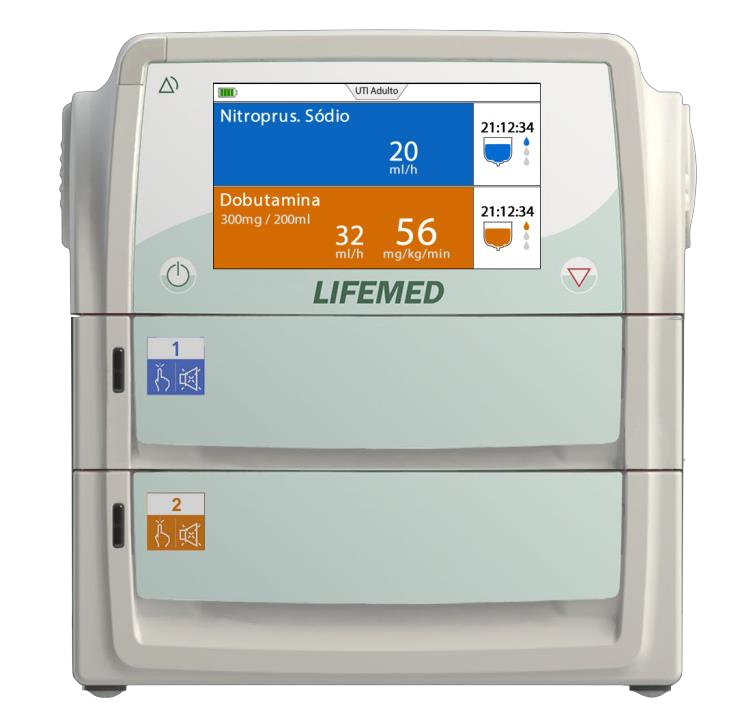 UTI Adulto
Nitroprus. Sódio
20
ml/h
21:12:34
Dobutamina
300mg / 200ml
32
ml/h
56
mg/kg/min
21:12:34
LIFEMED
1
2